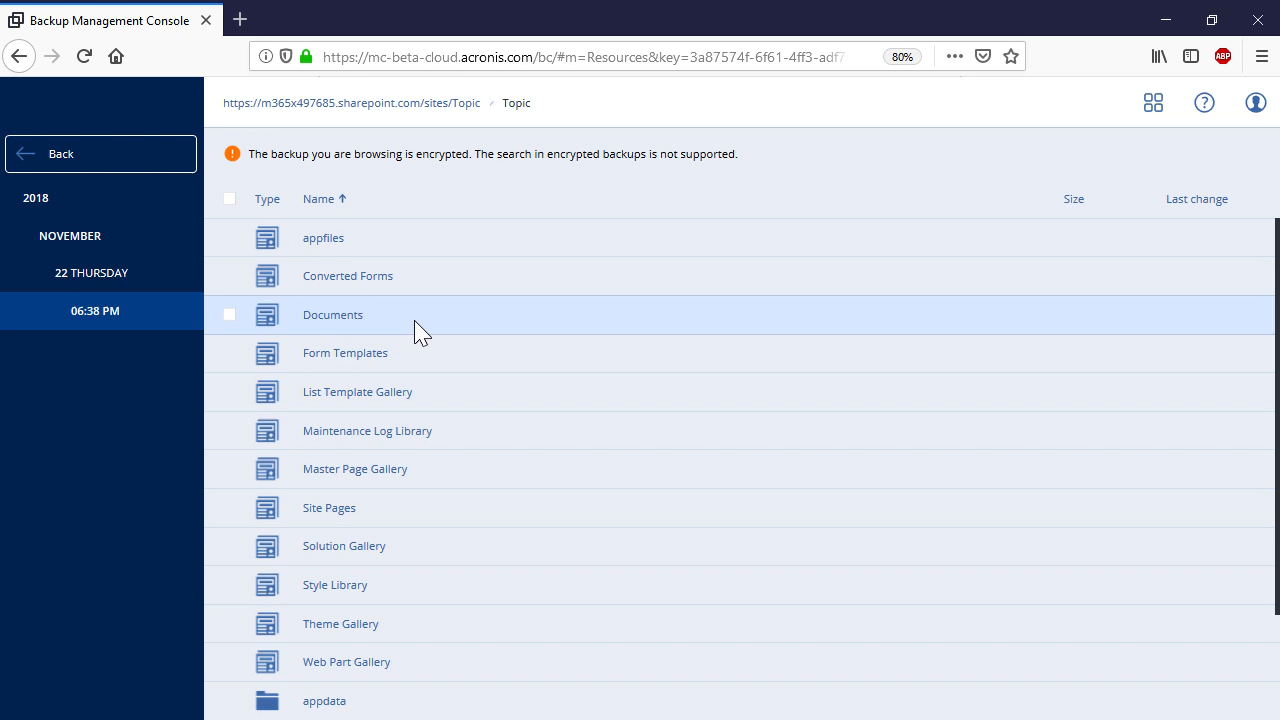 Backup Management Console
https://mc-beta-cloud.acronis.com/bc/#m=Resources&key=3a87574f-6f61-4ff3-adf7
80%
ABP
https://m365x497685.sharepoint.com/sites/Topic / Topic
?
Back
! The backup you are browsing is encrypted. The search in encrypted backups is not supported.
2018
NOVEMBER
22 THURSDAY
06:38 PM
Type Name Size Last change
appfiles
Converted Forms
Documents
Form Templates
List Template Gallery
Maintenance Log Library
Master Page Gallery
Site Pages
Solution Gallery
Style Library
Theme Gallery
Web Part Gallery
appdata